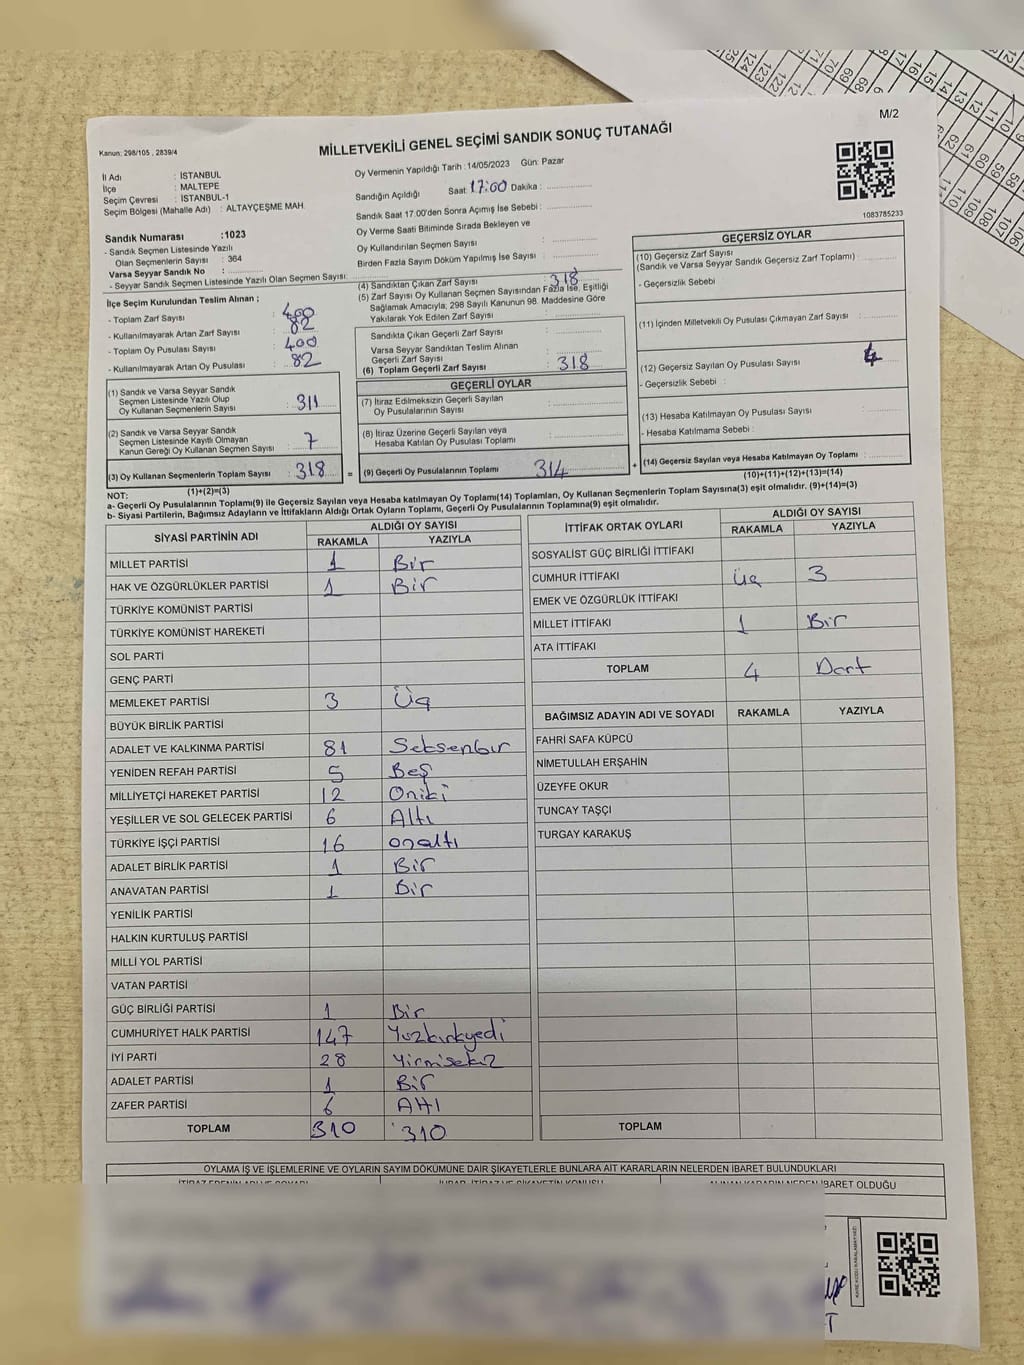 M/2
Kanun: 298/105 , 2839/4
MİLLETVEKİLİ GENEL SEÇİMİ SANDIK SONUÇ TUTANAĞI
İl Adı : İSTANBUL
İlçe : MALTEPE
Seçim Çevresi : İSTANBUL-1
Seçim Bölgesi (Mahalle Adı) : ALTAYÇEŞME MAH.
Sandık Numarası :1023
- Sandık Seçmen Listesinde Yazılı
Olan Seçmenlerin Sayısı : 364
Varsa Seyyar Sandık No :
- Seyyar Sandık Seçmen Listesinde Yazılı Olan Seçmen Sayısı:
Oy Vermenin Yapıldığı Tarih : 14/05/2023 Gün: Pazar
Sandığın Açıldığı Saat: 17:00 Dakika :
Sandık Saat 17.00'den Sonra Açımış İse Sebebi :
Oy Verme Saati Bitiminde Sırada Bekleyen ve
Oy Kullandırılan Seçmen Sayısı :
Birden Fazla Sayım Döküm Yapılmış İse Sayısı :
1083785233
İlçe Seçim Kurulundan Teslim Alınan ;
- Toplam Zarf Sayısı : 400
- Kullanılmayarak Artan Zarf Sayısı : 82
- Toplam Oy Pusulası Sayısı : 400
- Kullanılmayarak Artan Oy Pusulası : 82
(1) Sandık ve Varsa Seyyar Sandık
Seçmen Listesinde Yazılı Olup
Oy Kullanan Seçmenlerin Sayısı : 311
(2) Sandık ve Varsa Seyyar Sandık
Seçmen Listesinde Kayıtlı Olmayan
Kanun Gereği Oy Kullanan Seçmen Sayısı : 7
(3) Oy Kullanan Seçmenlerin Toplam Sayısı : 318
(1)+(2)=(3)
(4) Sandıktan Çıkan Zarf Sayısı : 318
(5) Zarf Sayısı Oy Kullanan Seçmen Sayısından Fazla İse, Eşitliği
Sağlamak Amacıyla; 298 Sayılı Kanunun 98. Maddesine Göre
Yakılarak Yok Edilen Zarf Sayısı :
Sandıkta Çıkan Geçerli Zarf Sayısı :
Varsa Seyyar Sandıktan Teslim Alınan
Geçerli Zarf Sayısı :
(6) Toplam Geçerli Zarf Sayısı : 318
GEÇERLİ OYLAR
(7) İtiraz Edilmeksizin Geçerli Sayılan
Oy Pusulalarının Sayısı :
(8) İtiraz Üzerine Geçerli Sayılan veya
Hesaba Katılan Oy Pusulası Toplamı :
= (9) Geçerli Oy Pusulalarının Toplamı : 314
GEÇERSİZ OYLAR
(10) Geçersiz Zarf Sayısı
(Sandık ve Varsa Seyyar Sandık Geçersiz Zarf Toplamı) :
- Geçersizlik Sebebi
(11) İçinden Milletvekili Oy Pusulası Çıkmayan Zarf Sayısı :
(12) Geçersiz Sayılan Oy Pusulası Sayısı : 4
- Geçersizlik Sebebi :
(13) Hesaba Katılmayan Oy Pusulası Sayısı :
- Hesaba Katılmama Sebebi :
+ (14) Geçersiz Sayılan veya Hesaba Katılmayan Oy Toplamı :
(10)+(11)+(12)+(13)=(14)
NOT:
a- Geçerli Oy Pusulalarının Toplamı(9) ile Geçersiz Sayılan veya Hesap katılmayan Oy Toplam(14) Toplamları, Oy Kullanan Seçmenlerin Toplam Sayısına(3) eşit olmalıdır. (9)+(14)=(3)
b- Siyasi Partilerin, Bağımsız Adayların ve İttifakların Aldığı Ortak Oyların Toplamı, Geçerli Oy Pusulalarının Toplamına(9) eşit olmalıdır.
SİYASİ PARTİNİN ADI ALDIĞI OY SAYISI
RAKAMLA YAZIYLA
MİLLET PARTİSİ 1 Bir
HAK VE ÖZGÜRLÜKLER PARTİSİ 1 Bir
TÜRKİYE KOMÜNİST PARTİSİ
TÜRKİYE KOMÜNİST HAREKETİ
SOL PARTİ
GENÇ PARTİ
MEMLEKET PARTİSİ 3 Üç
BÜYÜK BİRLİK PARTİSİ
ADALET VE KALKINMA PARTİSİ 81 Seksenbir
YENİDEN REFAH PARTİSİ 5 Beş
MİLLİYETÇİ HAREKET PARTİSİ 12 Oniki
YEŞİLLER VE SOL GELECEK PARTİSİ 6 Altı
TÜRKİYE İŞÇİ PARTİSİ 16 onaltı
ADALET BİRLİK PARTİSİ 1 Bir
ANAVATAN PARTİSİ 1 Bir
YENİLİK PARTİSİ
HALKIN KURTULUŞ PARTİSİ
MİLLİ YOL PARTİSİ
VATAN PARTİSİ
GÜÇ BİRLİĞİ PARTİSİ 1 Bir
CUMHURİYET HALK PARTİSİ 147 Yüzkırkyedi
İYİ PARTİ 28 Yirmisekiz
ADALET PARTİSİ 1 Bir
ZAFER PARTİSİ 6 Altı
TOPLAM 310 310
İTTİFAK ORTAK OYLARI ALDIĞI OY SAYISI
RAKAMLA YAZIYLA
SOSYALİST GÜÇ BİRLİĞİ İTTİFAKI
CUMHUR İTTİFAKI üç 3
EMEK VE ÖZGÜRLÜK İTTİFAKI
MİLLET İTTİFAKI 1 Bir
ATA İTTİFAKI
TOPLAM 4 Dört
BAĞIMSIZ ADAYIN ADI VE SOYADI RAKAMLA YAZIYLA
FAHRİ SAFA KÜPCÜ
NİMETULLAH ERŞAHİN
ÜZEYFE OKUR
TUNCAY TAŞÇI
TURGAY KARAKUŞ
TOPLAM
OYLAMA İŞ VE İŞLEMLERİNE VE OYLARIN SAYIM DÖKÜMÜNE DAİR ŞİKAYETLERLE BUNLARA AİT KARARLARIN NELERDEN İBARET BULUNDUKLARI
İBARET OLDUĞU